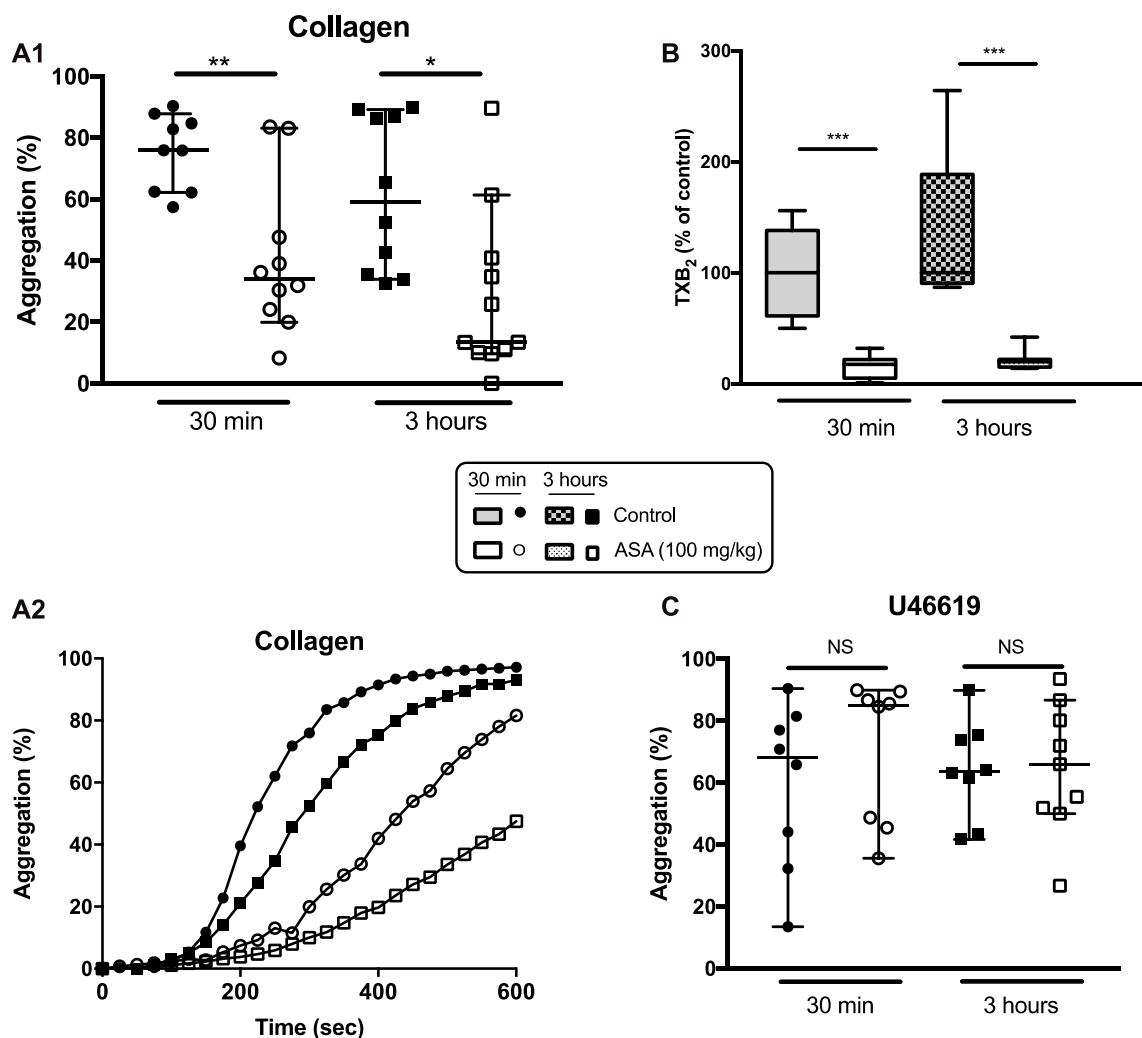 Collagen
A1
**
*
100
80
60
40
20
0
Aggregation (%)
30 min
3 hours
B
300
200
100
0
TXB₂ (% of control)
***
***
30 min
3 hours
30 min 3 hours
Control
ASA (100 mg/kg)
A2
Collagen
100
80
60
40
20
0
Aggregation (%)
0 200 400 600
Time (sec)
C
U46619
NS
NS
100
80
60
40
20
0
Aggregation (%)
30 min
3 hours